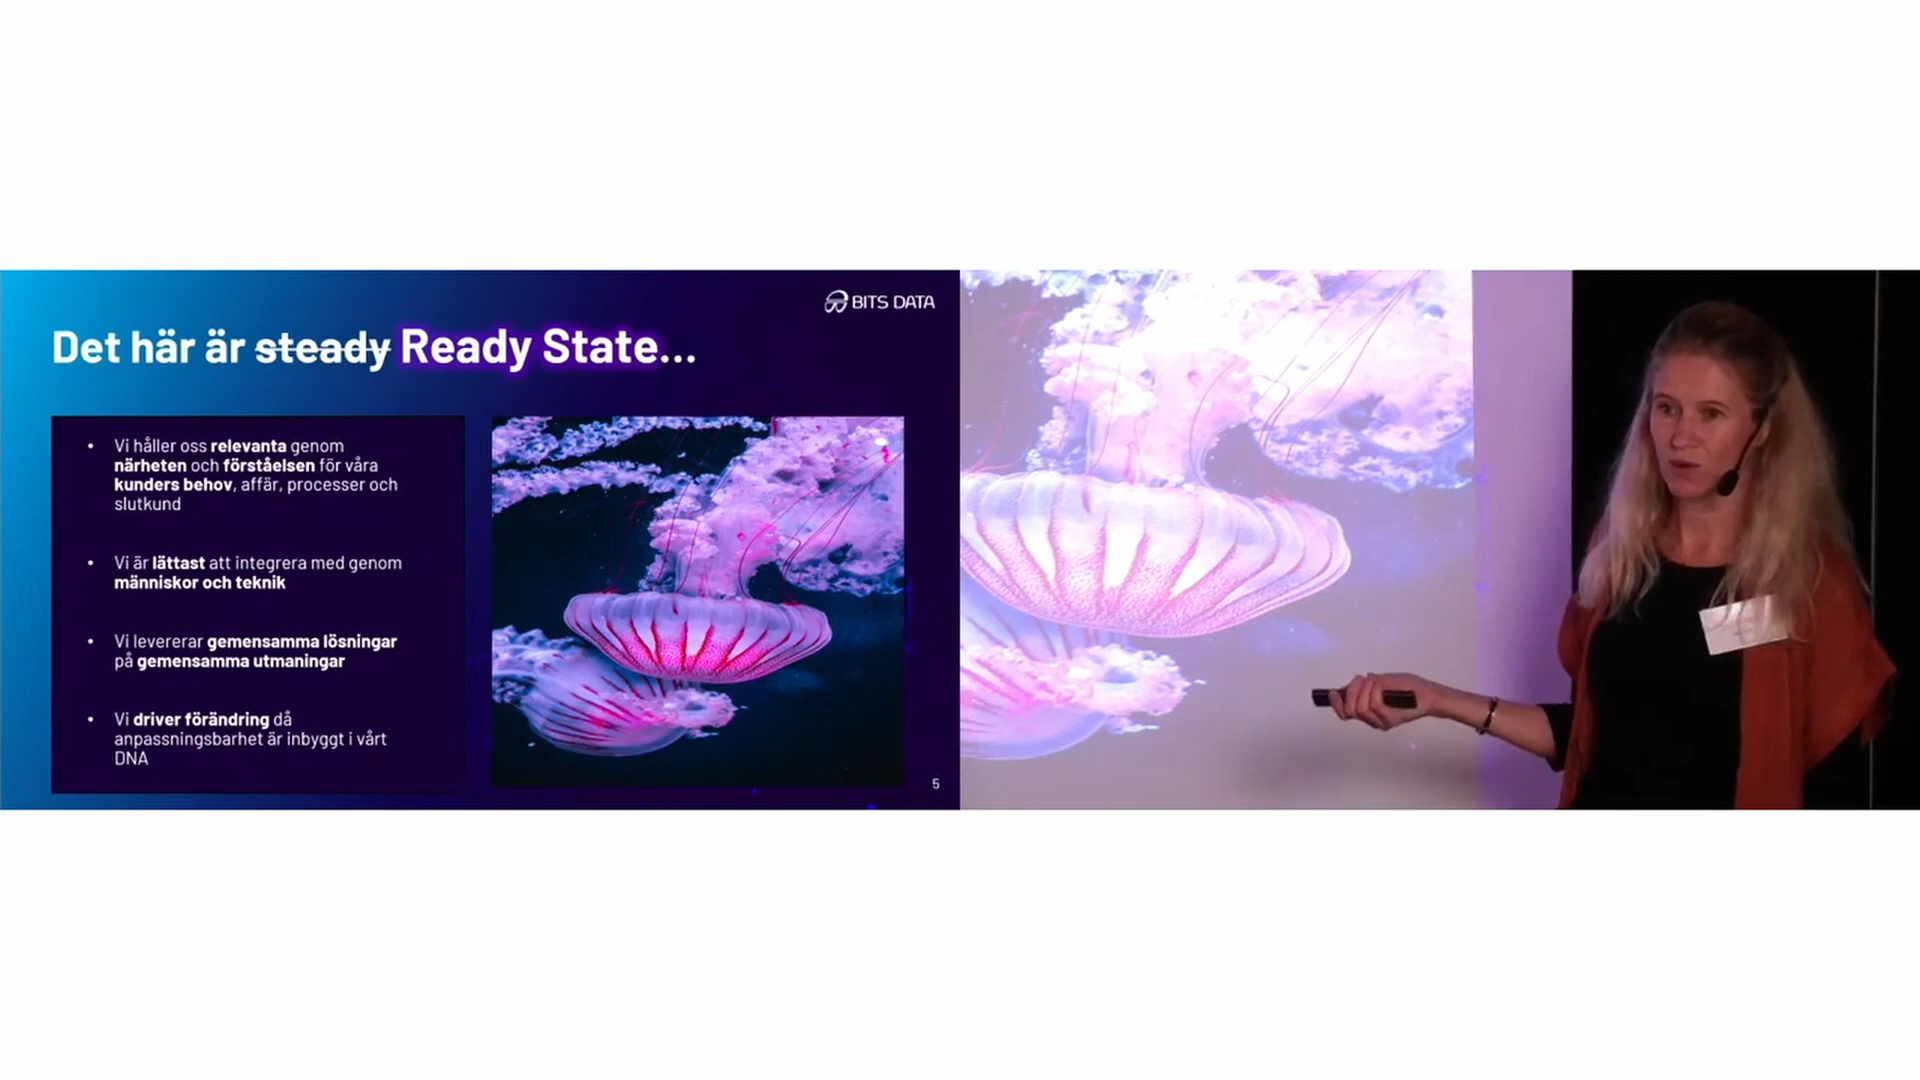 BITS DATA
Det här är steady Ready State...
• Vi håller oss relevanta genom
närheten och förståelsen för våra
kunders behov, affär, processer och
slutkund
• Vi är lättast att integrera med genom
människor och teknik
• Vi levererar gemensamma lösningar
på gemensamma utmaningar
• Vi driver förändring då
anpassningsbarhet är inbyggt i vårt
DNA
5